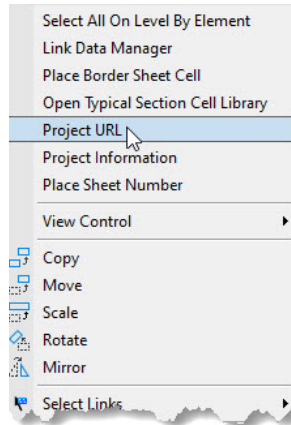 Select All On Level By Element
Link Data Manager
Place Border Sheet Cell
Open Typical Section Cell Library
Project URL
Project Information
Place Sheet Number
View Control
Copy
Move
Scale
Rotate
Mirror
Select Links